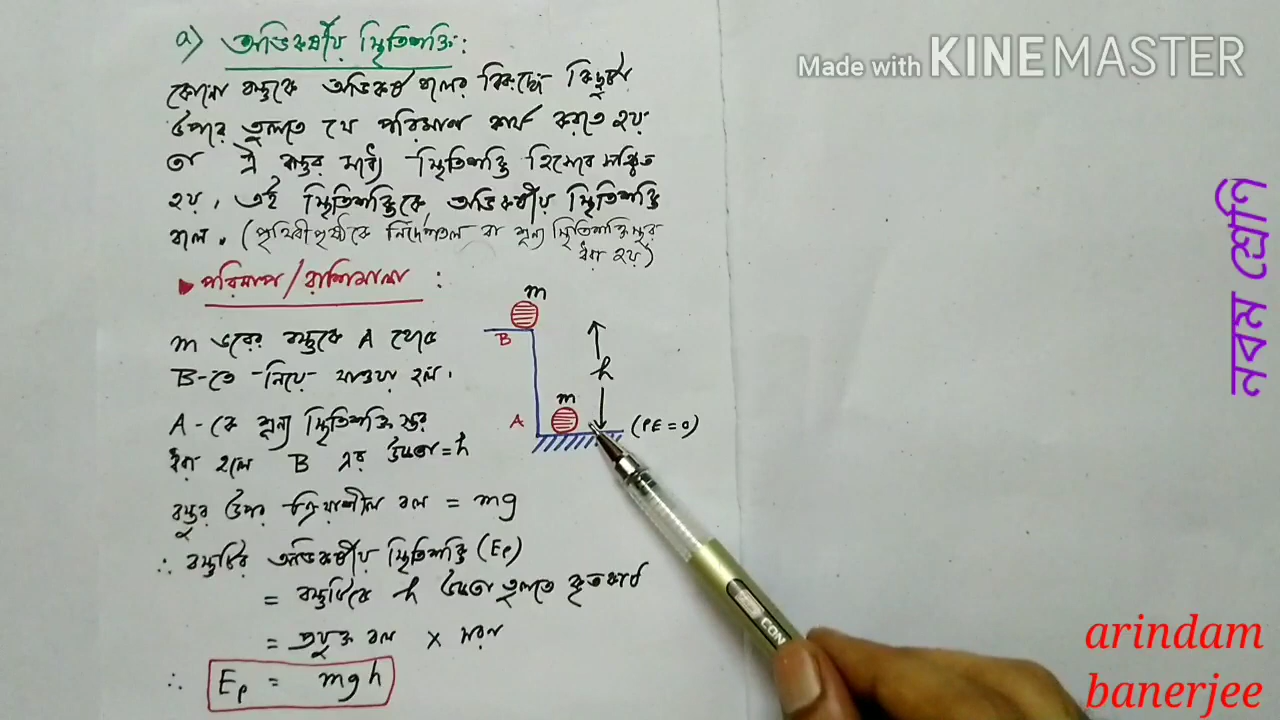 a) অভিকর্ষীয় স্থিতিশক্তি :
কোনো বস্তুকে অভিকর্ষ বলের বিরুদ্ধে কিছুটা
উপরে তুলতে যে পরিমাণ কার্য করতে হয়
তা ঐ বস্তুর মধ্যে স্থিতিশক্তি হিসেবে সঞ্চিত
হয়, এই স্থিতিশক্তিকে অভিকর্ষীয় স্থিতিশক্তি
বলে. (পৃথিবীপৃষ্ঠকে নির্দেশতল বা শূন্য স্থিতিশক্তি স্তর
ধরা হয়)
পরিমাপ/রাশিমালা :
m ভরের বস্তুকে A থেকে
B-তে নিয়ে যাওয়া হল.
A-কে শূন্য স্থিতিশক্তি স্তর
ধরা হলে B এর উচ্চতা = h
বস্তুর উপর ক্রিয়াশীল বল = mg
∴ বস্তুটির অভিকর্ষীয় স্থিতিশক্তি (Ep)
= বস্তুটিকে h উচ্চতা তুলতে কৃতকার্য
= প্রযুক্ত বল × সরণ
∴ Ep = mgh
m
B
h
m
A
(PE = 0)
Made with KINEMASTER
নবম শ্রেণি
arindam
banerjee